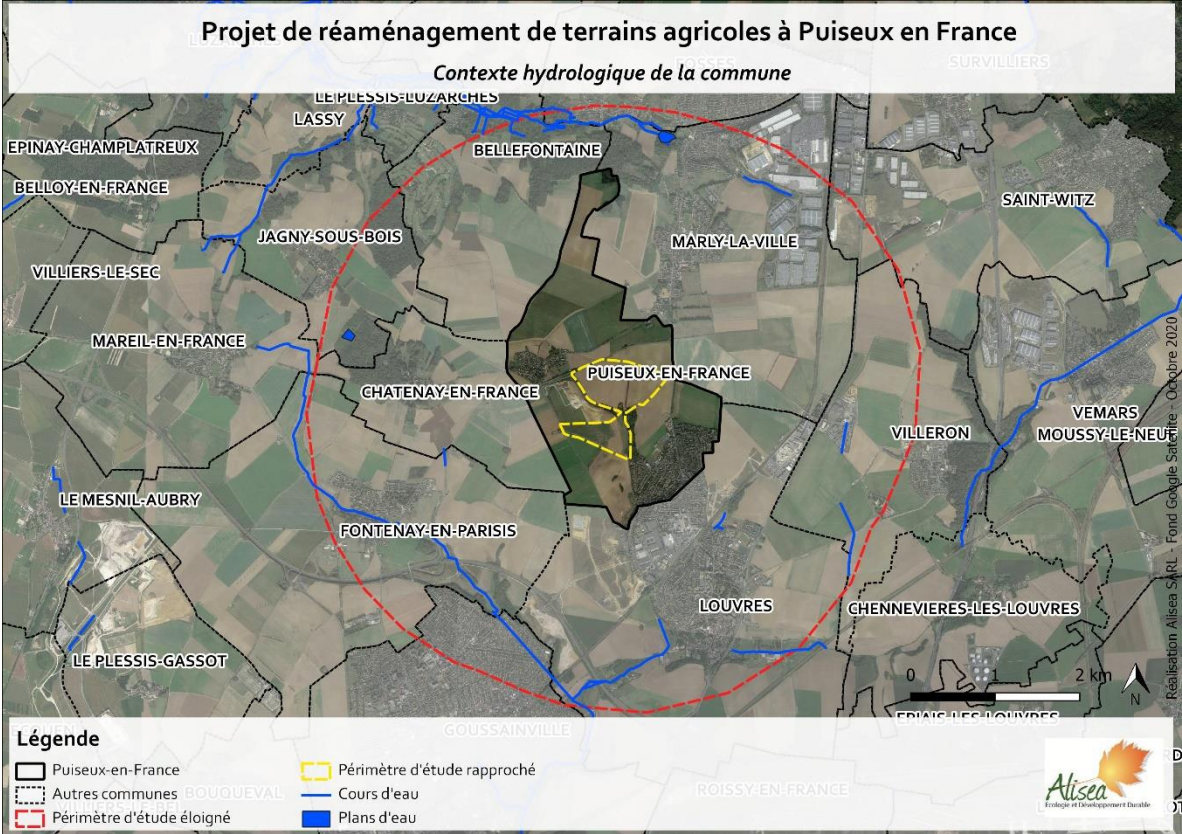 Projet de réaménagement de terrains agricoles à Puiseux en France
Contexte hydrologique de la commune
FOSSES
SURVILLIERS
LE PLESSIS-LUZARCHES
LASSY
EPINAY-CHAMPLATREUX
BELLEFONTAINE
BELLOY-EN-FRANCE
SAINT-WITZ
JAGNY-SOUS-BOIS
MARLY-LA-VILLE
VILLIERS-LE-SEC
MAREIL-EN-FRANCE
PUISEUX-EN-FRANCE
CHATENAY-EN-FRANCE
VEMARS
VILLERON
MOUSSY-LE-NEUF
LE MESNIL-AUBRY
FONTENAY-EN-PARISIS
LOUVRES
CHENNEVIERES-LES-LOUVRES
LE PLESSIS-GASSOT
0 1 2 km
N
EPIAIS-LES-LOUVRES
GOUSSAINVILLE
Réalisation Alisea SARL - Fond Google Satellite - Octobre 2020
Légende
Puiseux-en-France
Autres communes
Périmètre d'étude éloigné
Périmètre d'étude rapproché
Cours d'eau
Plans d'eau
BOUQUEVAL
VILLIERS-LE-BEL
ROISSY-EN-FRANCE
Alisea
Ecologie et Développement Durable